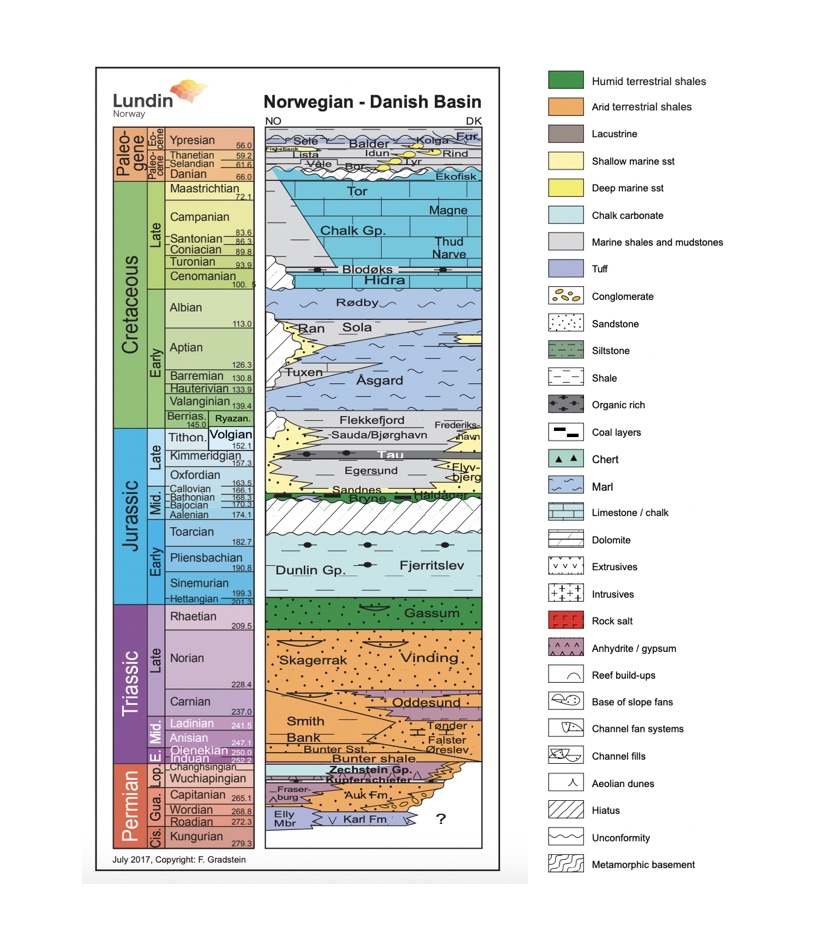 Lundin
Norway
Norwegian - Danish Basin
NO
DK
Paleo-
gene
Eo-
cene
Paleo-
cene
Ypresian 56.0
Thanetian 59.2
Selandian 61.6
Danian 66.0
Cretaceous
Late
Maastrichtian 72.1
Campanian 83.6
Santonian 86.3
Coniacian 89.8
Turonian 93.9
Cenomanian 100. 5
Early
Albian 113.0
Aptian 126.3
Barremian 130.8
Hauterivian 133.9
Valanginian 139.4
Berrias. 145.0
Ryazan.
Jurassic
Late
Tithon. Volgian 152.1
Kimmeridgian 157.3
Oxfordian 163.5
Mid.
Callovian 166.1
Bathonian 168.3
Bajocian 170.3
Aalenian 174.1
Early
Toarcian 182.7
Pliensbachian 190.8
Sinemurian 199.3
Hettangian 201.3
Triassic
Late
Rhaetian 209.5
Norian 228.4
Carnian 237.0
Mid.
Ladinian 241.5
Anisian 247.1
E.
Olenekian 250.0
Induan 252.2
Permian
Lop.
Changhsingian
Wuchiapingian
Gua.
Capitanian 265.1
Wordian 268.8
Roadian 272.3
Cis.
Kungurian 279.3
Fur
Sele
Balder
Kolga
Lista
Idun
Rind
Våle
Bor
Tyr
Ekofisk
Tor
Magne
Chalk Gp.
Thud
Narve
Blodøks
Hidra
Rødby
Ran
Sola
Tuxen
Åsgard
Flekkefjord
Frederiks-
havn
Sauda/Bjørghavn
Tau
Egersund
Flyv-
bjerg
Sandnes
Bryne
Haldager
Dunlin Gp.
Fjerritslev
Gassum
Skagerrak
Vinding
Oddesund
Smith
Bank
Tønder
Falster
Bunter Sst.
Øreslev
Bunter shale
Zechstein Gp.
Kupferschiefer
Fraser-
burg
Auk Fm
Elly
Mbr
Karl Fm
?
July 2017, Copyright: F. Gradstein
Humid terrestrial shales
Arid terrestrial shales
Lacustrine
Shallow marine sst
Deep marine sst
Chalk carbonate
Marine shales and mudstones
Tuff
Conglomerate
Sandstone
Siltstone
Shale
Organic rich
Coal layers
Chert
Marl
Limestone / chalk
Dolomite
Extrusives
Intrusives
Rock salt
Anhydrite / gypsum
Reef build-ups
Base of slope fans
Channel fan systems
Channel fills
Aeolian dunes
Hiatus
Unconformity
Metamorphic basement